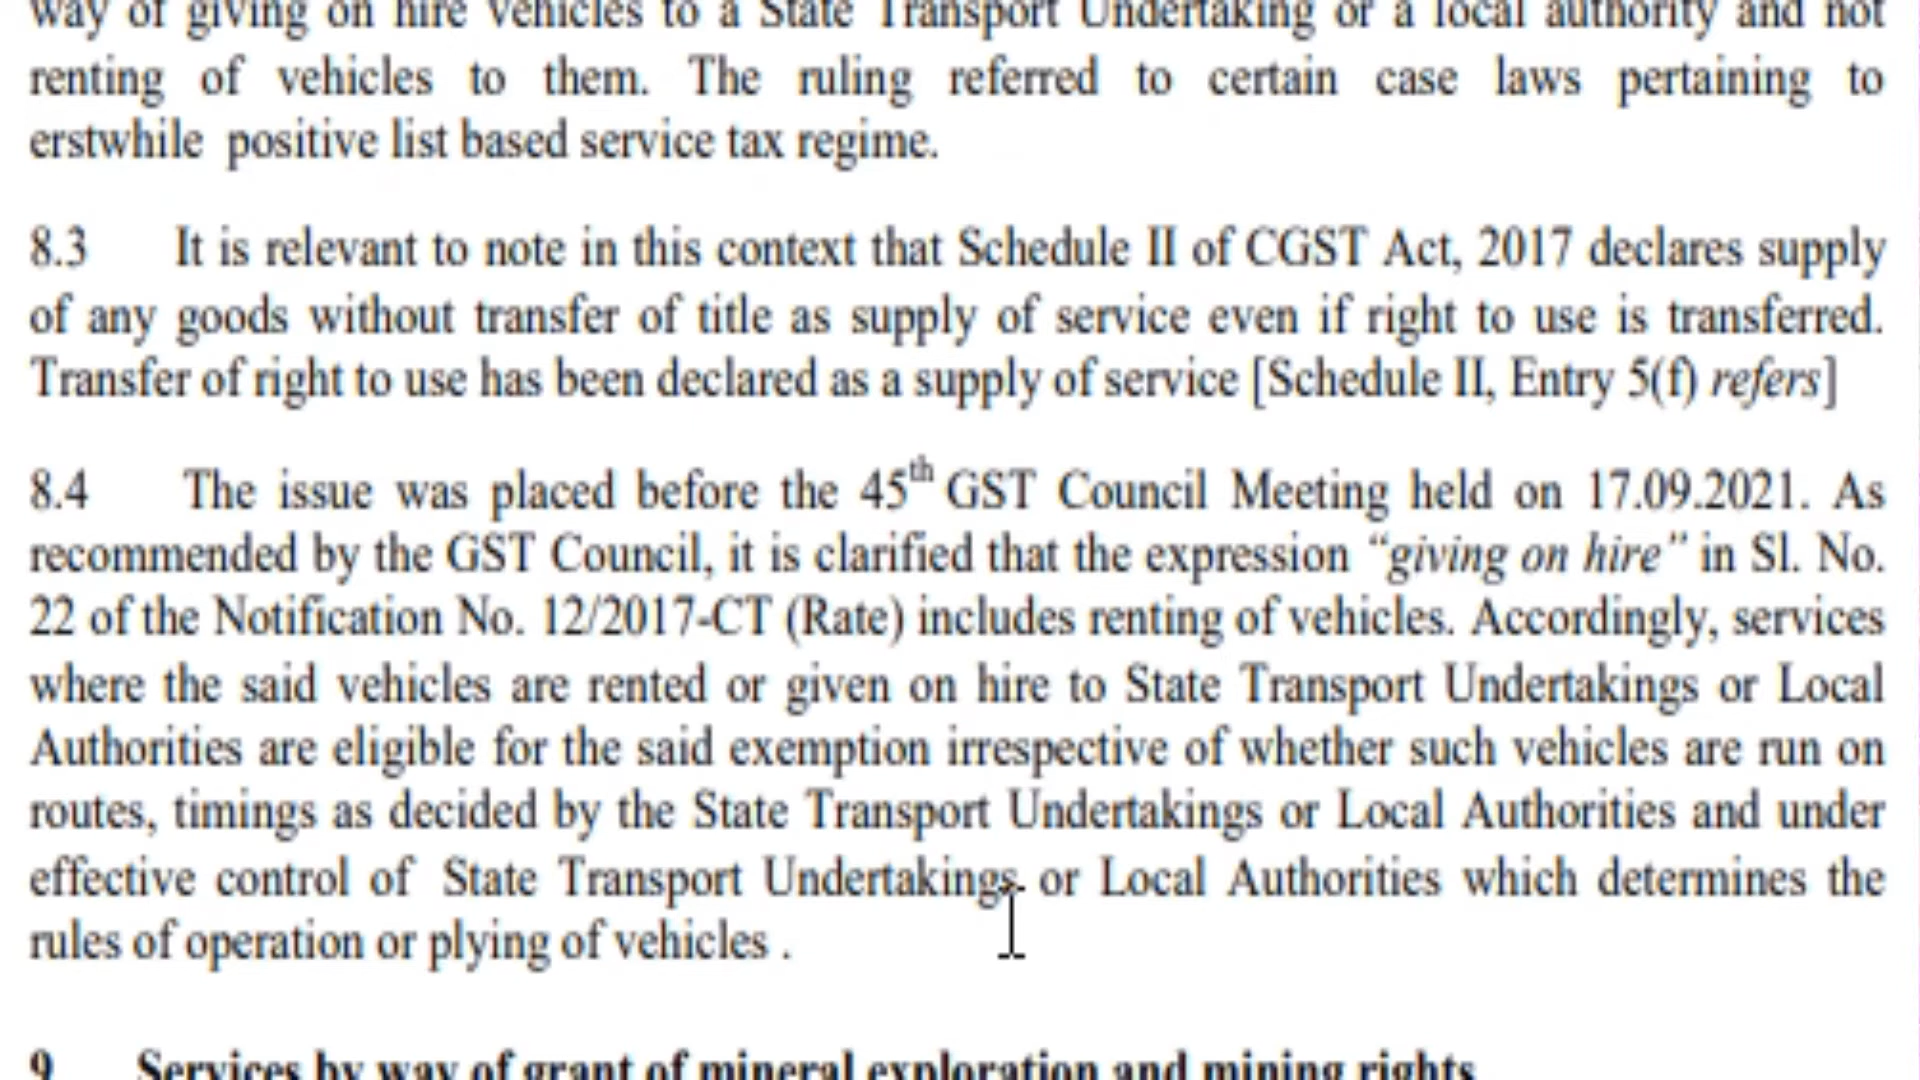 way of giving on hire vehicles to a State Transport Undertaking or a local authority and not
renting of vehicles to them. The ruling referred to certain case laws pertaining to
erstwhile positive list based service tax regime.
8.3 It is relevant to note in this context that Schedule II of CGST Act, 2017 declares supply
of any goods without transfer of title as supply of service even if right to use is transferred.
Transfer of right to use has been declared as a supply of service [Schedule II, Entry 5(f) refers]
8.4 The issue was placed before the 45th GST Council Meeting held on 17.09.2021. As
recommended by the GST Council, it is clarified that the expression “giving on hire” in Sl. No.
22 of the Notification No. 12/2017-CT (Rate) includes renting of vehicles. Accordingly, services
where the said vehicles are rented or given on hire to State Transport Undertakings or Local
Authorities are eligible for the said exemption irrespective of whether such vehicles are run on
routes, timings as decided by the State Transport Undertakings or Local Authorities and under
effective control of State Transport Undertakings or Local Authorities which determines the
rules of operation or plying of vehicles .
9 Services by way of grant of mineral exploration and mining rights